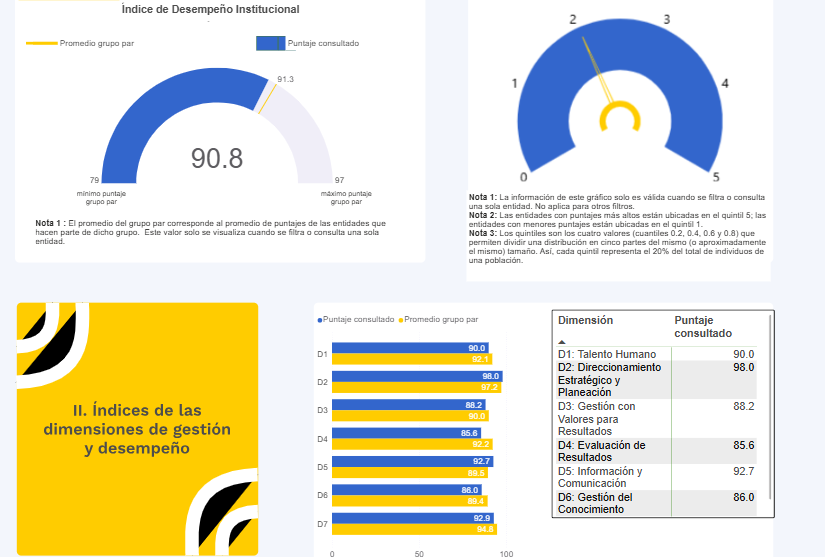 Índice de Desempeño Institucional
Promedio grupo par
Puntaje consultado
91.3
90.8
79
97
mínimo puntaje
grupo par
máximo puntaje
grupo par
Nota 1 : El promedio del grupo par corresponde al promedio de puntajes de las entidades que
hacen parte de dicho grupo. Este valor solo se visualiza cuando se filtra o consulta una sola
entidad.
0
1
2
3
4
5
Nota 1: La información de este gráfico solo es válida cuando se filtra o consulta
una sola entidad. No aplica para otros filtros.
Nota 2: Las entidades con puntajes más altos están ubicadas en el quintil 5; las
entidades con menores puntajes están ubicadas en el quintil 1.
Nota 3: Los quintiles son los cuatro valores (cuantiles 0.2, 0.4, 0.6 y 0.8) que
permiten dividir una distribución en cinco partes del mismo (o aproximadamente
el mismo) tamaño. Así, cada quintil representa el 20% del total de individuos de
una población.
II. Índices de las
dimensiones de gestión
y desempeño
Puntaje consultado Promedio grupo par
D1 90.0
92.1
D2 98.0
97.2
D3 88.2
90.0
D4 85.6
92.2
D5 92.7
89.5
D6 86.0
89.4
D7 92.9
94.6
0 50 100
Dimensión Puntaje
consultado
D1: Talento Humano 90.0
D2: Direccionamiento 98.0
Estratégico y
Planeación
D3: Gestión con 88.2
Valores para
Resultados
D4: Evaluación de 85.6
Resultados
D5: Información y 92.7
Comunicación
D6: Gestión del 86.0
Conocimiento